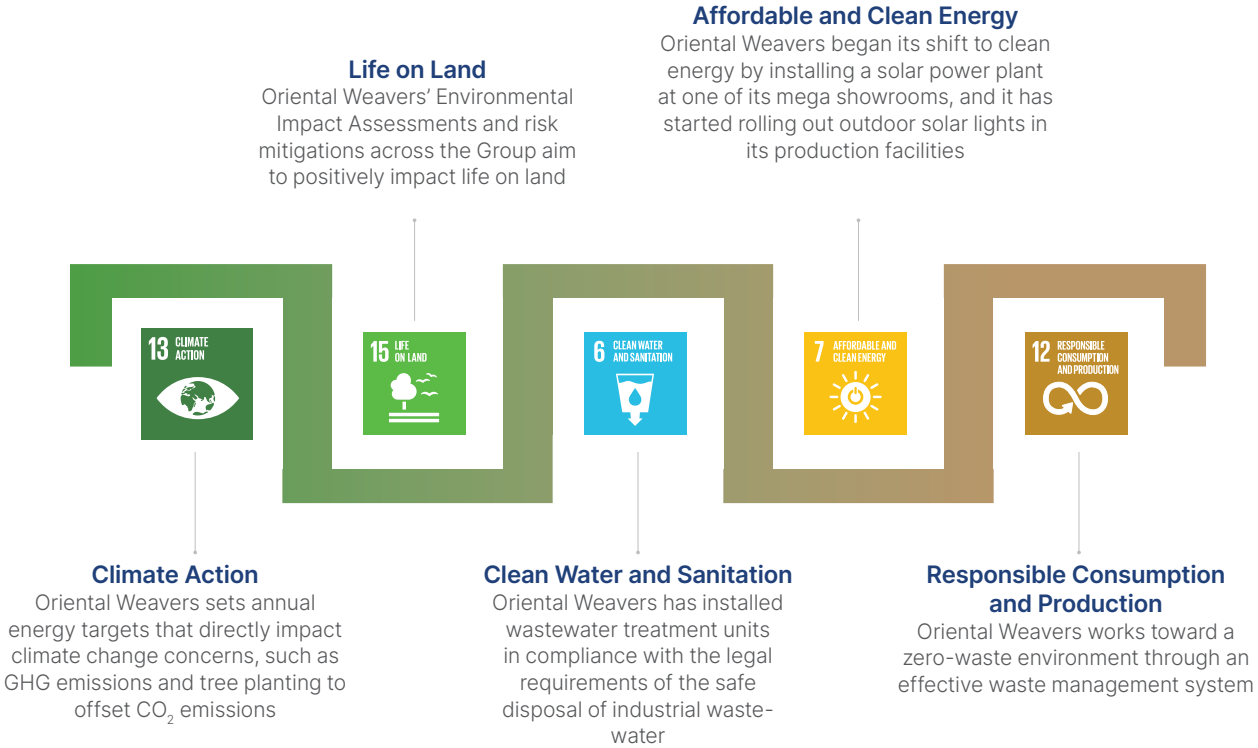 Affordable and Clean Energy
Oriental Weavers began its shift to clean
energy by installing a solar power plant
at one of its mega showrooms, and it has
started rolling out outdoor solar lights in
its production facilities
Life on Land
Oriental Weavers’ Environmental
Impact Assessments and risk
mitigations across the Group aim
to positively impact life on land
13 CLIMATE
ACTION
15 LIFE
ON LAND
6 CLEAN WATER
AND SANITATION
7 AFFORDABLE AND
CLEAN ENERGY
12 RESPONSIBLE
CONSUMPTION
AND PRODUCTION
Climate Action
Oriental Weavers sets annual
energy targets that directly impact
climate change concerns, such as
GHG emissions and tree planting to
offset CO₂ emissions
Clean Water and Sanitation
Oriental Weavers has installed
wastewater treatment units
in compliance with the legal
requirements of the safe
disposal of industrial waste-
water
Responsible Consumption
and Production
Oriental Weavers works toward a
zero-waste environment through an
effective waste management system